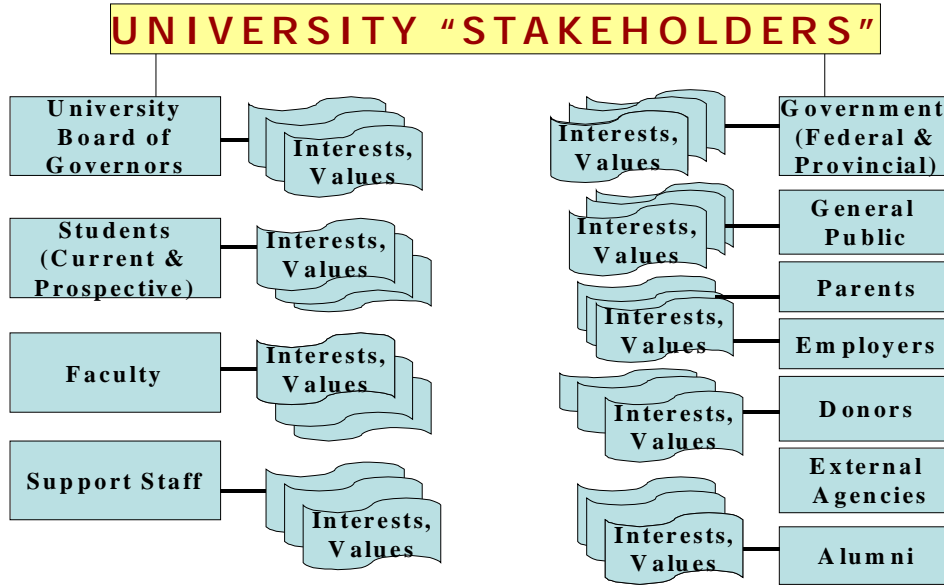 UNIVERSITY “STAKEHOLDERS”
University
Board of
Governors
Interests,
Values
Students
(Current &
Prospective)
Interests,
Values
Faculty
Interests,
Values
Support Staff
Interests,
Values
Interests,
Values
Government
(Federal &
Provincial)
Interests,
Values
General
Public
Parents
Interests,
Values
Employers
Interests,
Values
Donors
External
Agencies
Interests,
Values
Alumni